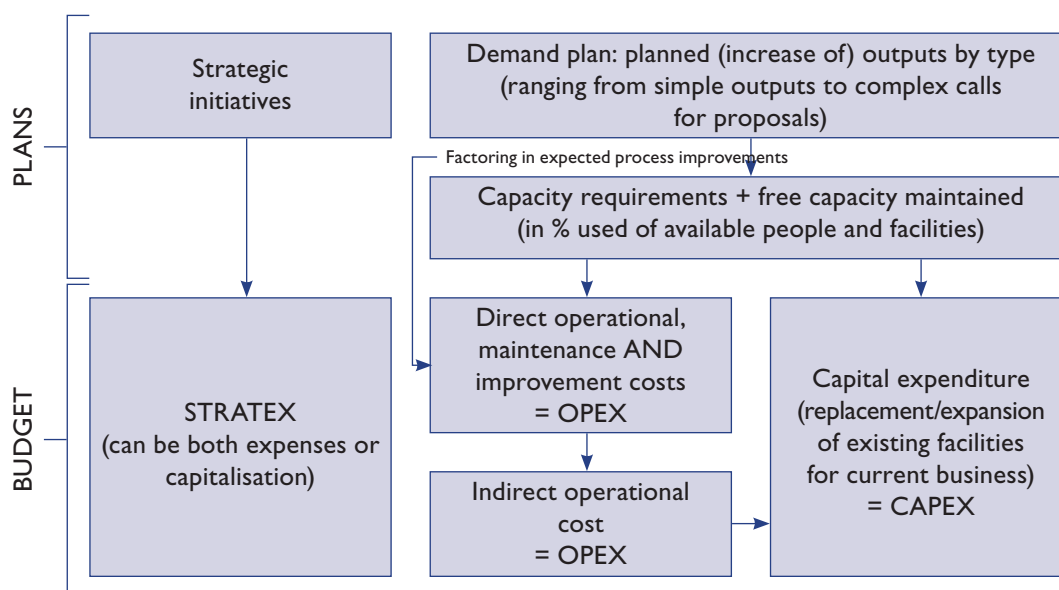 PLANS
Strategic
initiatives
Demand plan: planned (increase of) outputs by type
(ranging from simple outputs to complex calls
for proposals)
Factoring in expected process improvements
Capacity requirements + free capacity maintained
(in % used of available people and facilities)
BUDGET
STRATEX
(can be both expenses or
capitalisation)
Direct operational,
maintenance AND
improvement costs
= OPEX
Indirect operational
cost
= OPEX
Capital expenditure
(replacement/expansion
of existing facilities
for current business)
= CAPEX